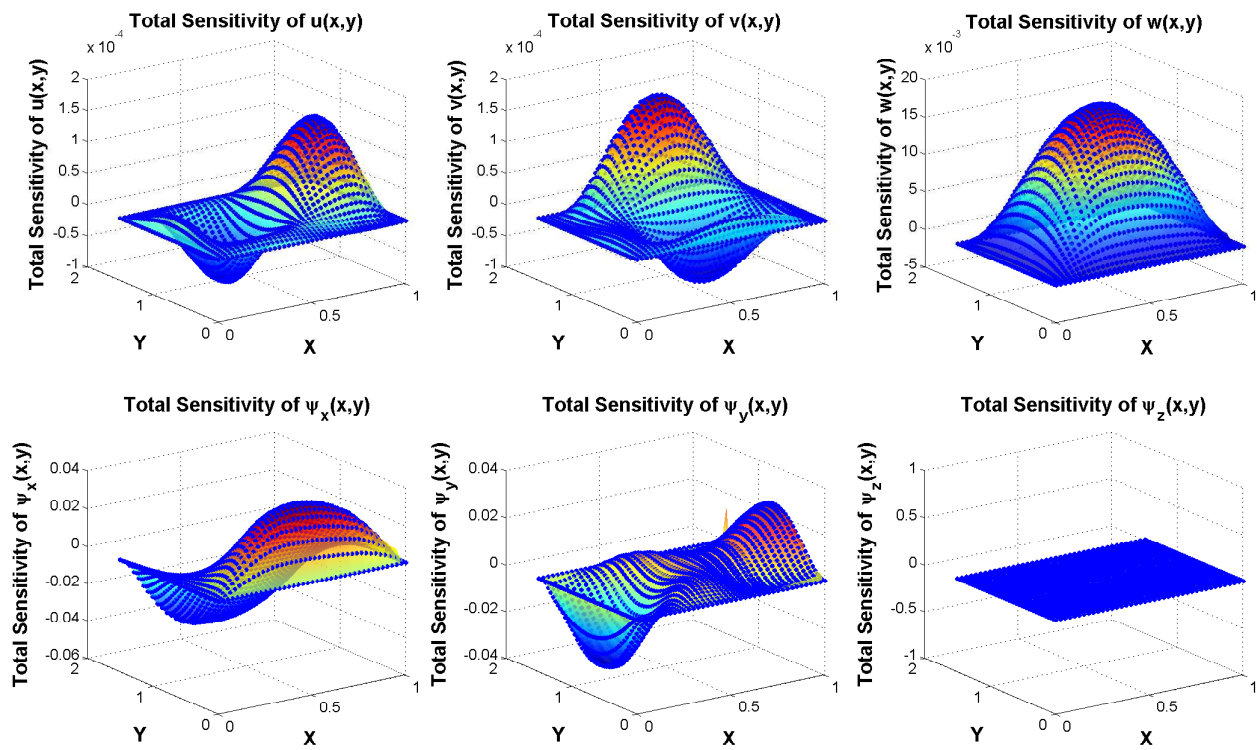 Total Sensitivity of u(x,y)
x 10⁻⁴
Total Sensitivity of u(x,y)
2
1.5
1
0.5
0
-0.5
-1
2
1
0
Y
0
0.5
1
X
Total Sensitivity of v(x,y)
x 10⁻⁴
Total Sensitivity of v(x,y)
2
1.5
1
0.5
0
-0.5
-1
2
1
0
Y
0
0.5
1
X
Total Sensitivity of w(x,y)
x 10⁻³
Total Sensitivity of w(x,y)
20
15
10
5
0
-5
2
1
0
Y
0
0.5
1
X
Total Sensitivity of ψ_x(x,y)
Total Sensitivity of ψ_x(x,y)
0.04
0.02
0
-0.02
-0.04
-0.06
2
1
0
Y
0
0.5
1
X
Total Sensitivity of ψ_y(x,y)
Total Sensitivity of ψ_y(x,y)
0.04
0.02
0
-0.02
-0.04
2
1
0
Y
0
0.5
1
X
Total Sensitivity of ψ_z(x,y)
Total Sensitivity of ψ_z(x,y)
1
0.5
0
-0.5
-1
2
1
0
Y
0
0.5
1
X